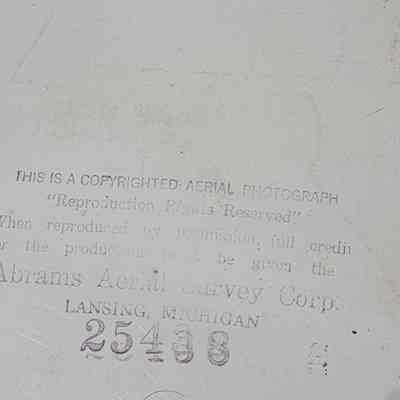 THIS IS A COPYRIGHTED AERIAL PHOTOGRAPH
"Reproduction Rights Reserved"
When reproduced by permission, full credit
for the production must be given the
Abrams Aerial Survey Corp.
LANSING, MICHIGAN